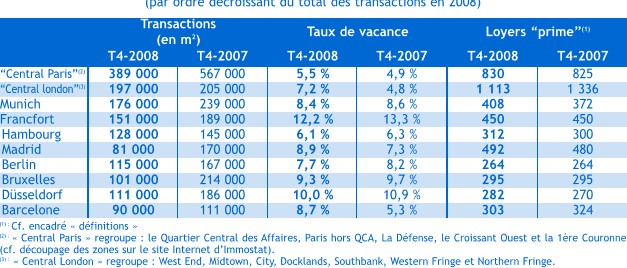 (par ordre décroissant du total des transactions en 2008)
Transactions (en m²) Taux de vacance Loyers “prime”(1)
T4-2008 T4-2007 T4-2008 T4-2007 T4-2008 T4-2007
“Central Paris”(2) 389 000 567 000 5,5 % 4,9 % 830 825
“Central london”(3) 197 000 205 000 7,2 % 4,8 % 1 113 1 336
Munich 176 000 239 000 8,4 % 8,6 % 408 372
Francfort 151 000 189 000 12,2 % 13,3 % 450 450
Hambourg 128 000 145 000 6,1 % 6,3 % 312 300
Madrid 81 000 170 000 8,9 % 7,3 % 492 480
Berlin 115 000 167 000 7,7 % 8,2 % 264 264
Bruxelles 101 000 214 000 9,3 % 9,7 % 295 295
Düsseldorf 111 000 186 000 10,0 % 10,9 % 282 270
Barcelone 90 000 111 000 8,7 % 5,3 % 303 324
(1) : Cf. encadré « définitions »
(2) : « Central Paris » regroupe : le Quartier Central des Affaires, Paris hors QCA, La Défense, le Croissant Ouest et la 1ère Couronne
(cf. découpage des zones sur le site Internet d’Immostat).
(3) : « Central London » regroupe : West End, Midtown, City, Docklands, Southbank, Western Fringe et Northern Fringe.